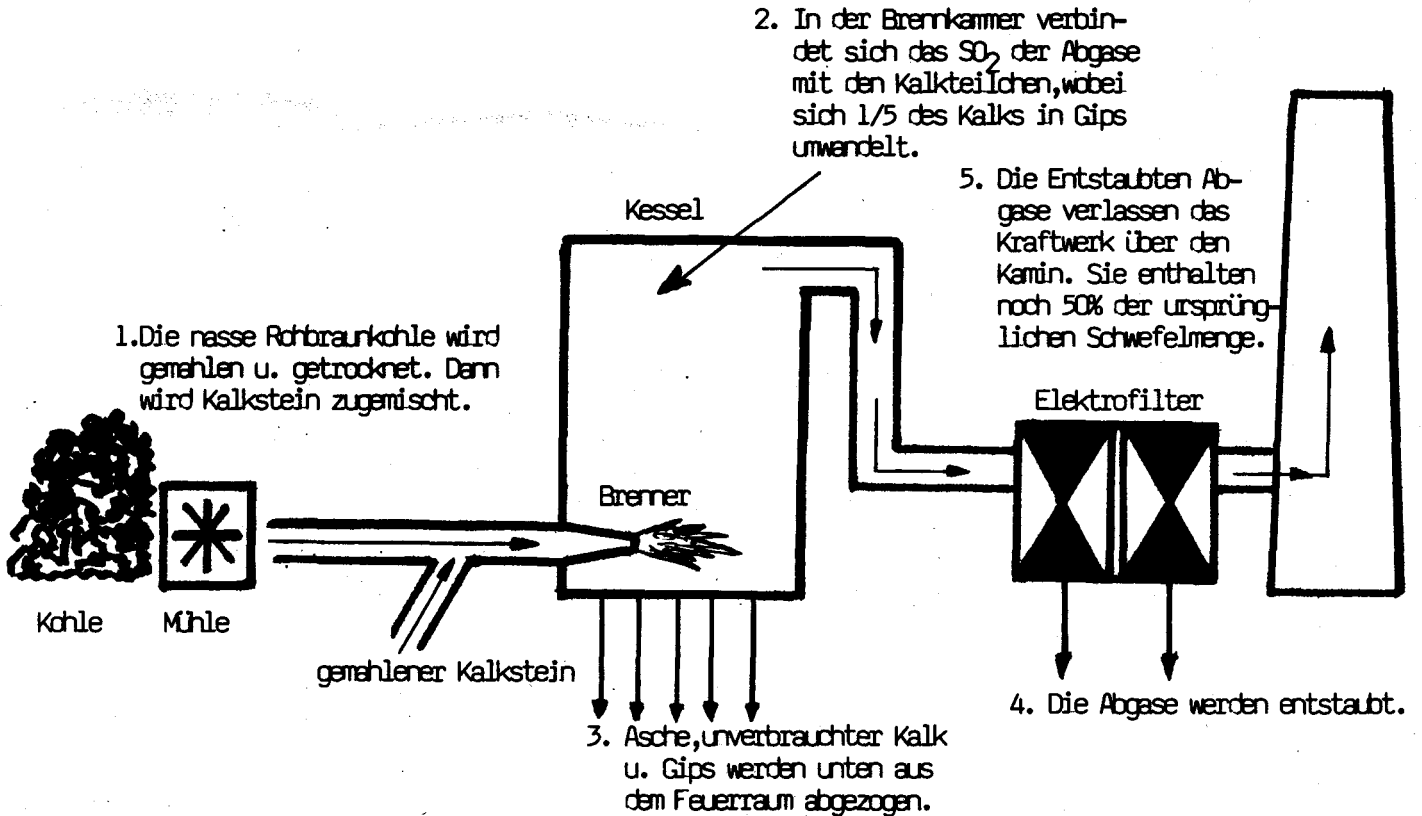 2. In der Brennkammer verbin-
det sich das SO₂ der Abgase
mit den Kalkteilchen,wobei
sich 1/5 des Kalks in Gips
umwandelt.
5. Die Entstaubten Ab-
gase verlassen das
Kraftwerk über den
Kamin. Sie enthalten
noch 50% der ursprüng-
lichen Schwefelmenge.
Kessel
1.Die nasse Rohbraunkohle wird
gemahlen u. getrocknet. Dann
wird Kalkstein zugemischt.
Elektrofilter
Brenner
Kohle
Mühle
gemahlener Kalkstein
4. Die Abgase werden entstaubt.
3. Asche,unverbrauchter Kalk
u. Gips werden unten aus
dem Feuerraum abgezogen.